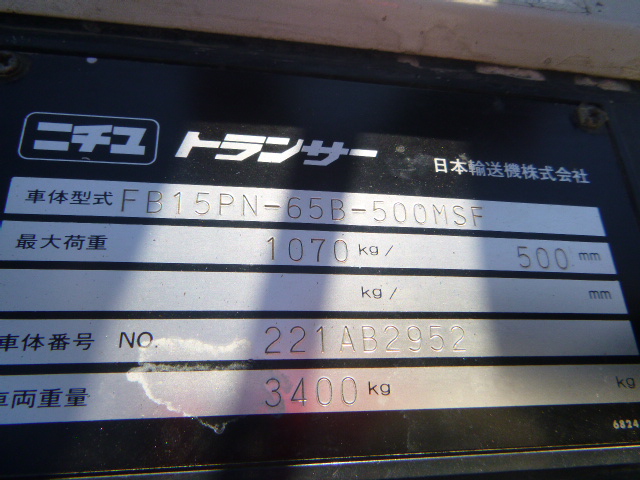 ニチユ トランサー 日本輸送機株式会社
車体型式 FB15PN-65B-500MSF
最大荷重 1070 kg/ 500 mm
kg/ mm
車体番号 NO. 221AB2952
車両重量 3400 kg kg
6824